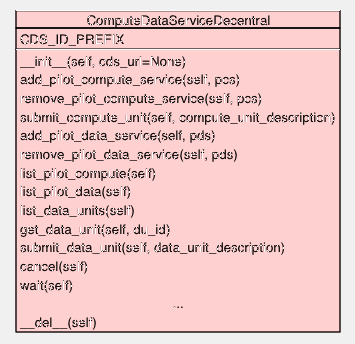 ComputeDataServiceDecentral
CDS_ID_PREFIX
__init__(self, cds_url=None)
add_pilot_compute_service(self, pcs)
remove_pilot_compute_service(self, pcs)
submit_compute_unit(self, compute_unit_description)
add_pilot_data_service(self, pds)
remove_pilot_data_service(self, pds)
list_pilot_compute(self)
list_pilot_data(self)
list_data_units(self)
get_data_unit(self, du_id)
submit_data_unit(self, data_unit_description)
cancel(self)
wait(self)
...
__del__(self)